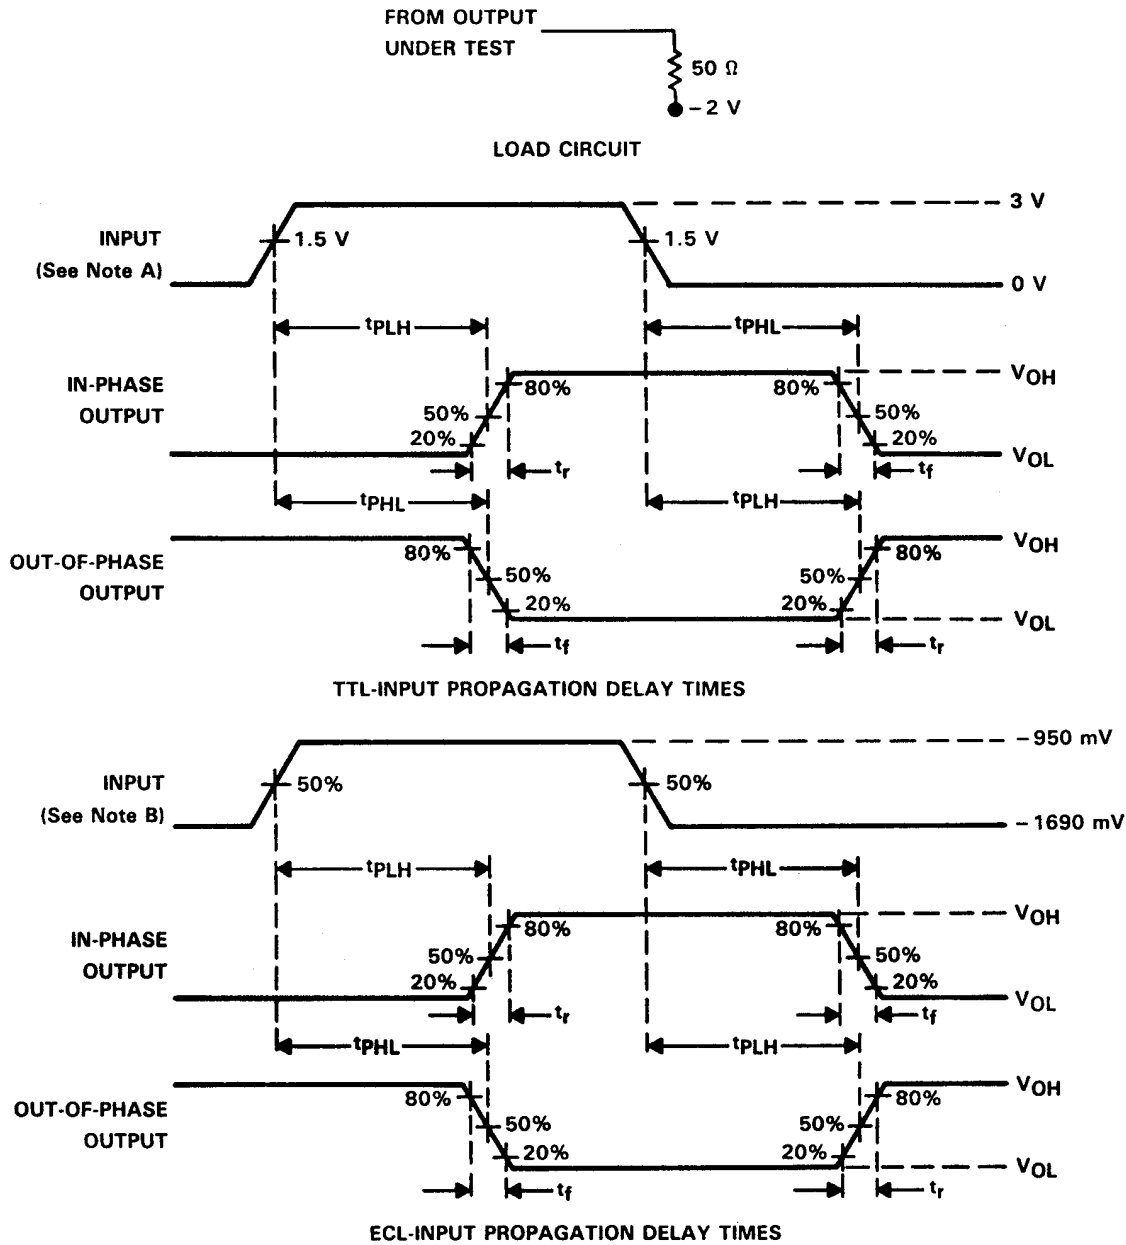 FROM OUTPUT
UNDER TEST
50 Ω
–2 V
LOAD CIRCUIT
3 V
INPUT
(See Note A)
1.5 V
1.5 V
0 V
tPLH
tPHL
IN-PHASE
OUTPUT
80%
80%
VOH
50%
50%
20%
20%
VOL
tr
tf
tPHL
tPLH
OUT-OF-PHASE
OUTPUT
80%
80%
VOH
50%
50%
20%
20%
VOL
tf
tr
TTL-INPUT PROPAGATION DELAY TIMES
–950 mV
INPUT
(See Note B)
50%
50%
–1690 mV
tPLH
tPHL
IN-PHASE
OUTPUT
80%
80%
VOH
50%
50%
20%
20%
VOL
tr
tf
tPHL
tPLH
OUT-OF-PHASE
OUTPUT
80%
80%
VOH
50%
50%
20%
20%
VOL
tf
tr
ECL-INPUT PROPAGATION DELAY TIMES